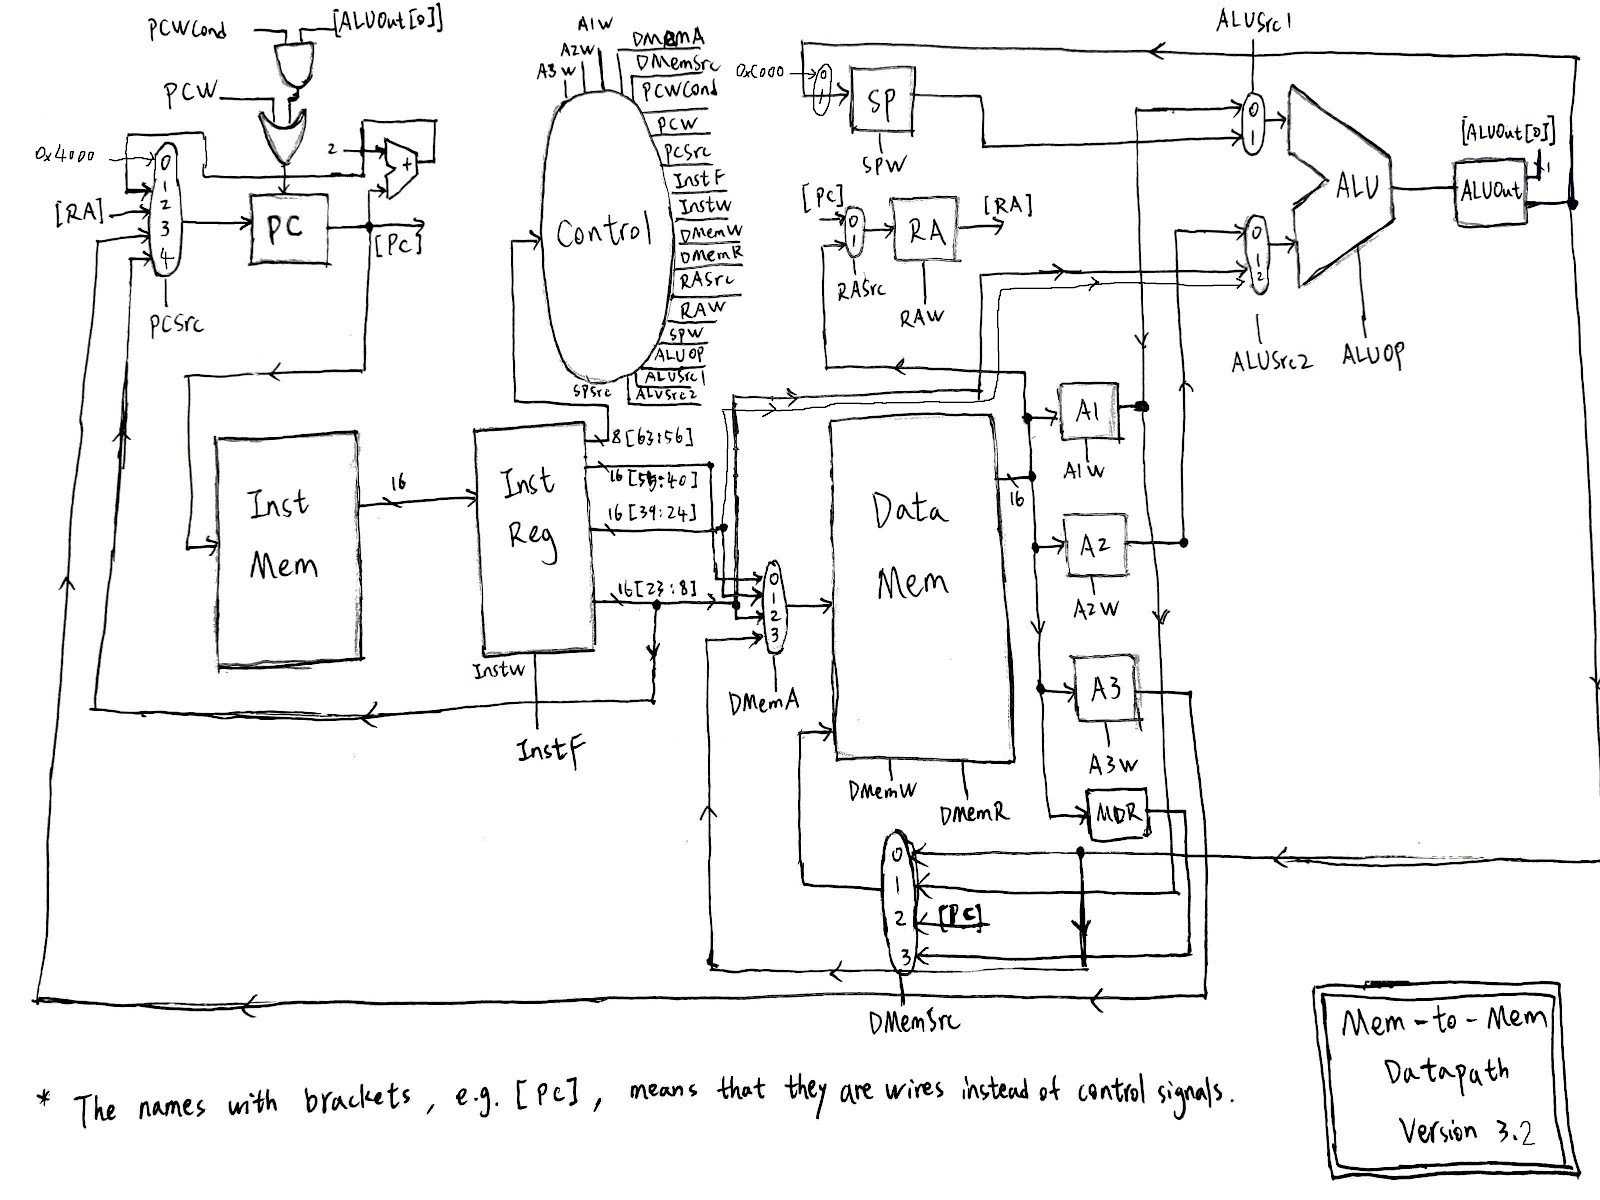 PCWCond
[ALUOut[0]]
PCW
0x4000
0
1
2
3
4
[RA]
PC
[PC]
PCSrc
2
+
A3W
A2W
A1W
DMemA
DMemSrc
PCWCond
PCW
PCSrc
InstF
InstW
DMemW
DMemR
RASrc
RAW
SPW
ALUOP
ALUSrc1
ALUSrc2
SPSrc
Control
0xC000
0
1
SP
SPW
[PC]
0
1
RASrc
RA
[RA]
RAW
ALUSrc1
0
1
0
1
2
ALUSrc2
ALU
ALUOP
[ALUOut[0]]
1
ALUOut
Inst
Mem
16
Inst
Reg
InstW
InstF
8[63:56]
16[55:40]
16[39:24]
16[23:8]
0
1
2
3
DMemA
Data
Mem
16
DMemW
DMemR
A1
A1W
A2
A2W
A3
A3W
MDR
0
1
2
3
[PC]
DMemSrc
Mem-to-Mem
Datapath
Version 3.2
* The names with brackets, e.g. [PC], means that they are wires instead of control signals.